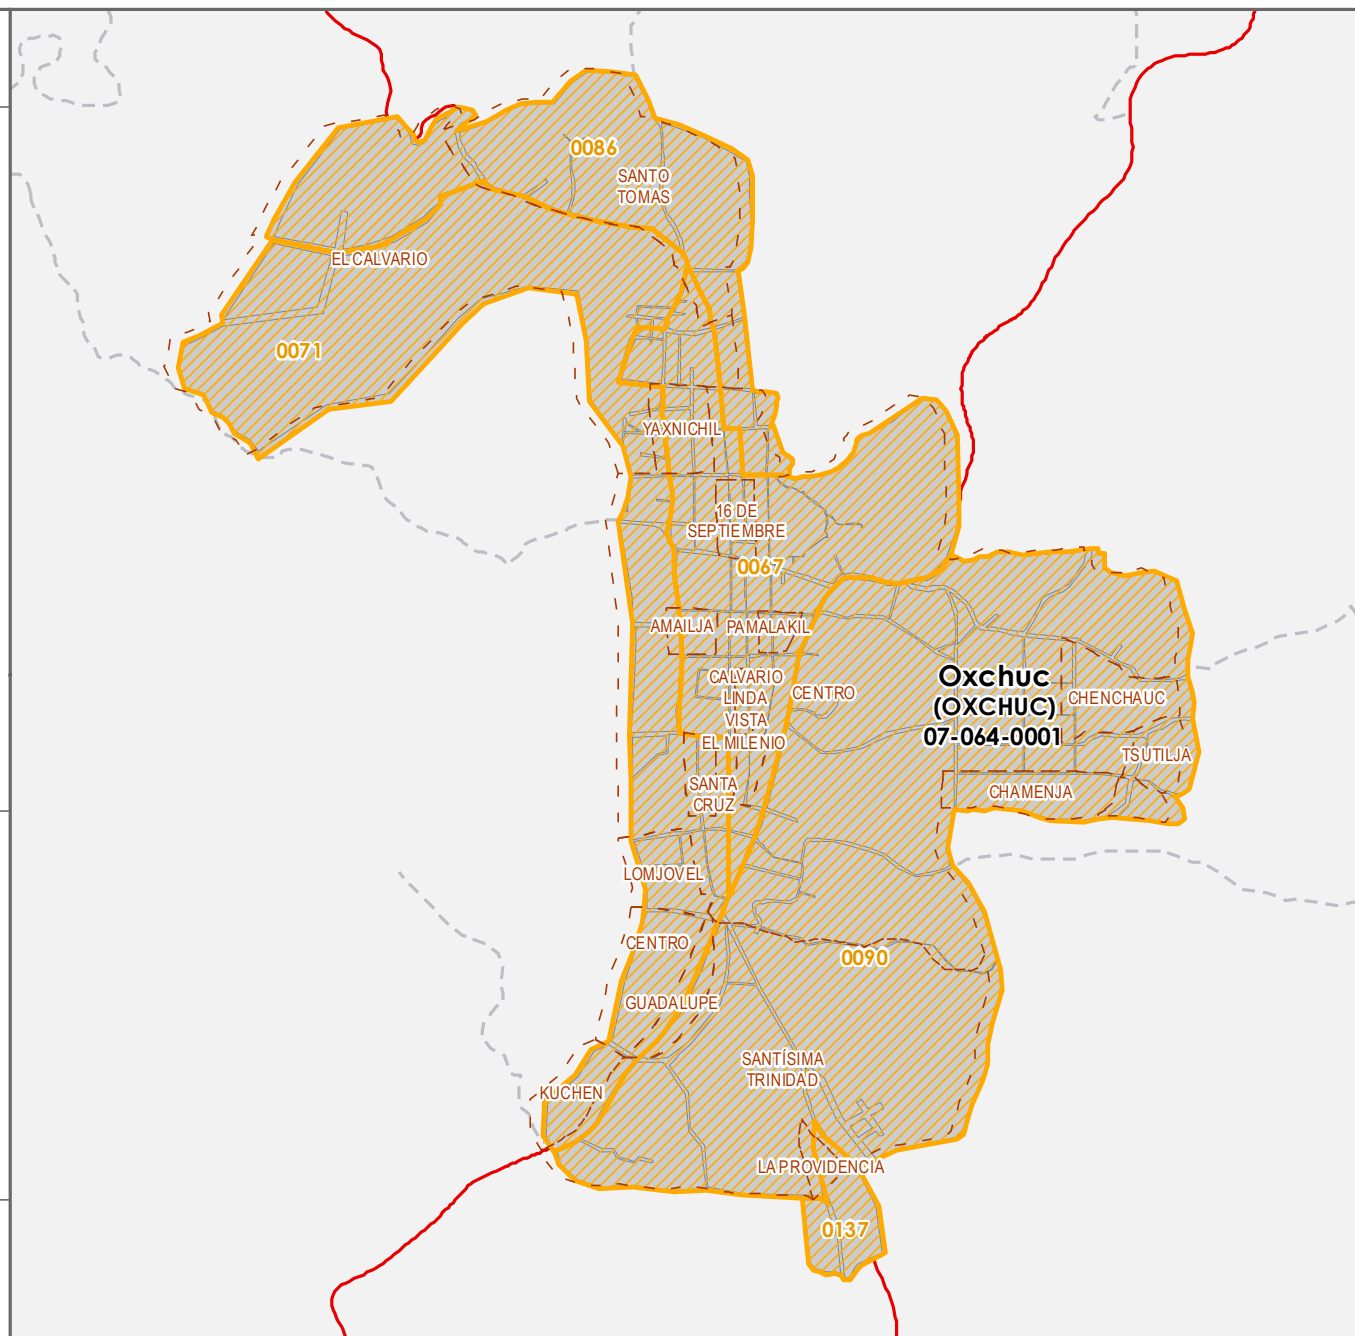 0086
SANTO
TOMAS
EL CALVARIO
0071
YAXNICHIL
16 DE
SEPTIEMBRE
0067
AMAILJA
PAMALAKIL
CALVARIO
LNDA
VISTA
EL MILENIO
CENTRO
Oxchuc
(OXCHUC)
07-064-0001
CHENCHAUC
TSUTILJA
CHAMENJA
SANTA
CRUZ
LOMJOVEL
CENTRO
0090
GUADALUPE
SANTÍSIMA
TRINIDAD
KUCHEN
LA PROVIDENCIA
0137